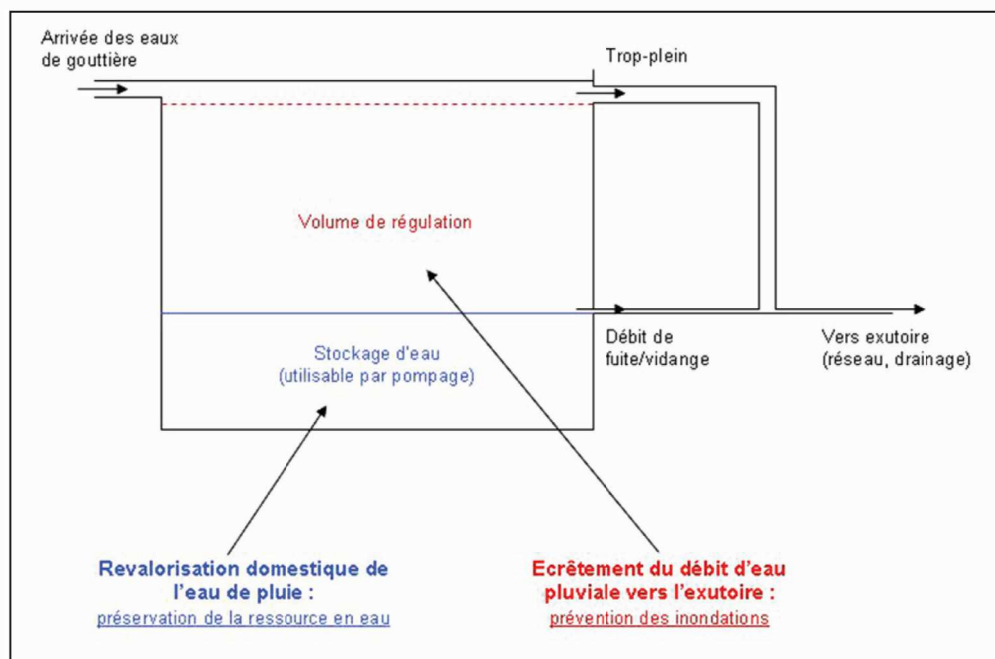 Arrivée des eaux
de gouttière
Trop-plein
Volume de régulation
Stockage d'eau
(utilisable par pompage)
Débit de
fuite/vidange
Vers exutoire
(réseau, drainage)
Revalorisation domestique de
l'eau de pluie :
préservation de la ressource en eau
Ecrêtement du débit d'eau
pluviale vers l'exutoire :
prévention des inondations